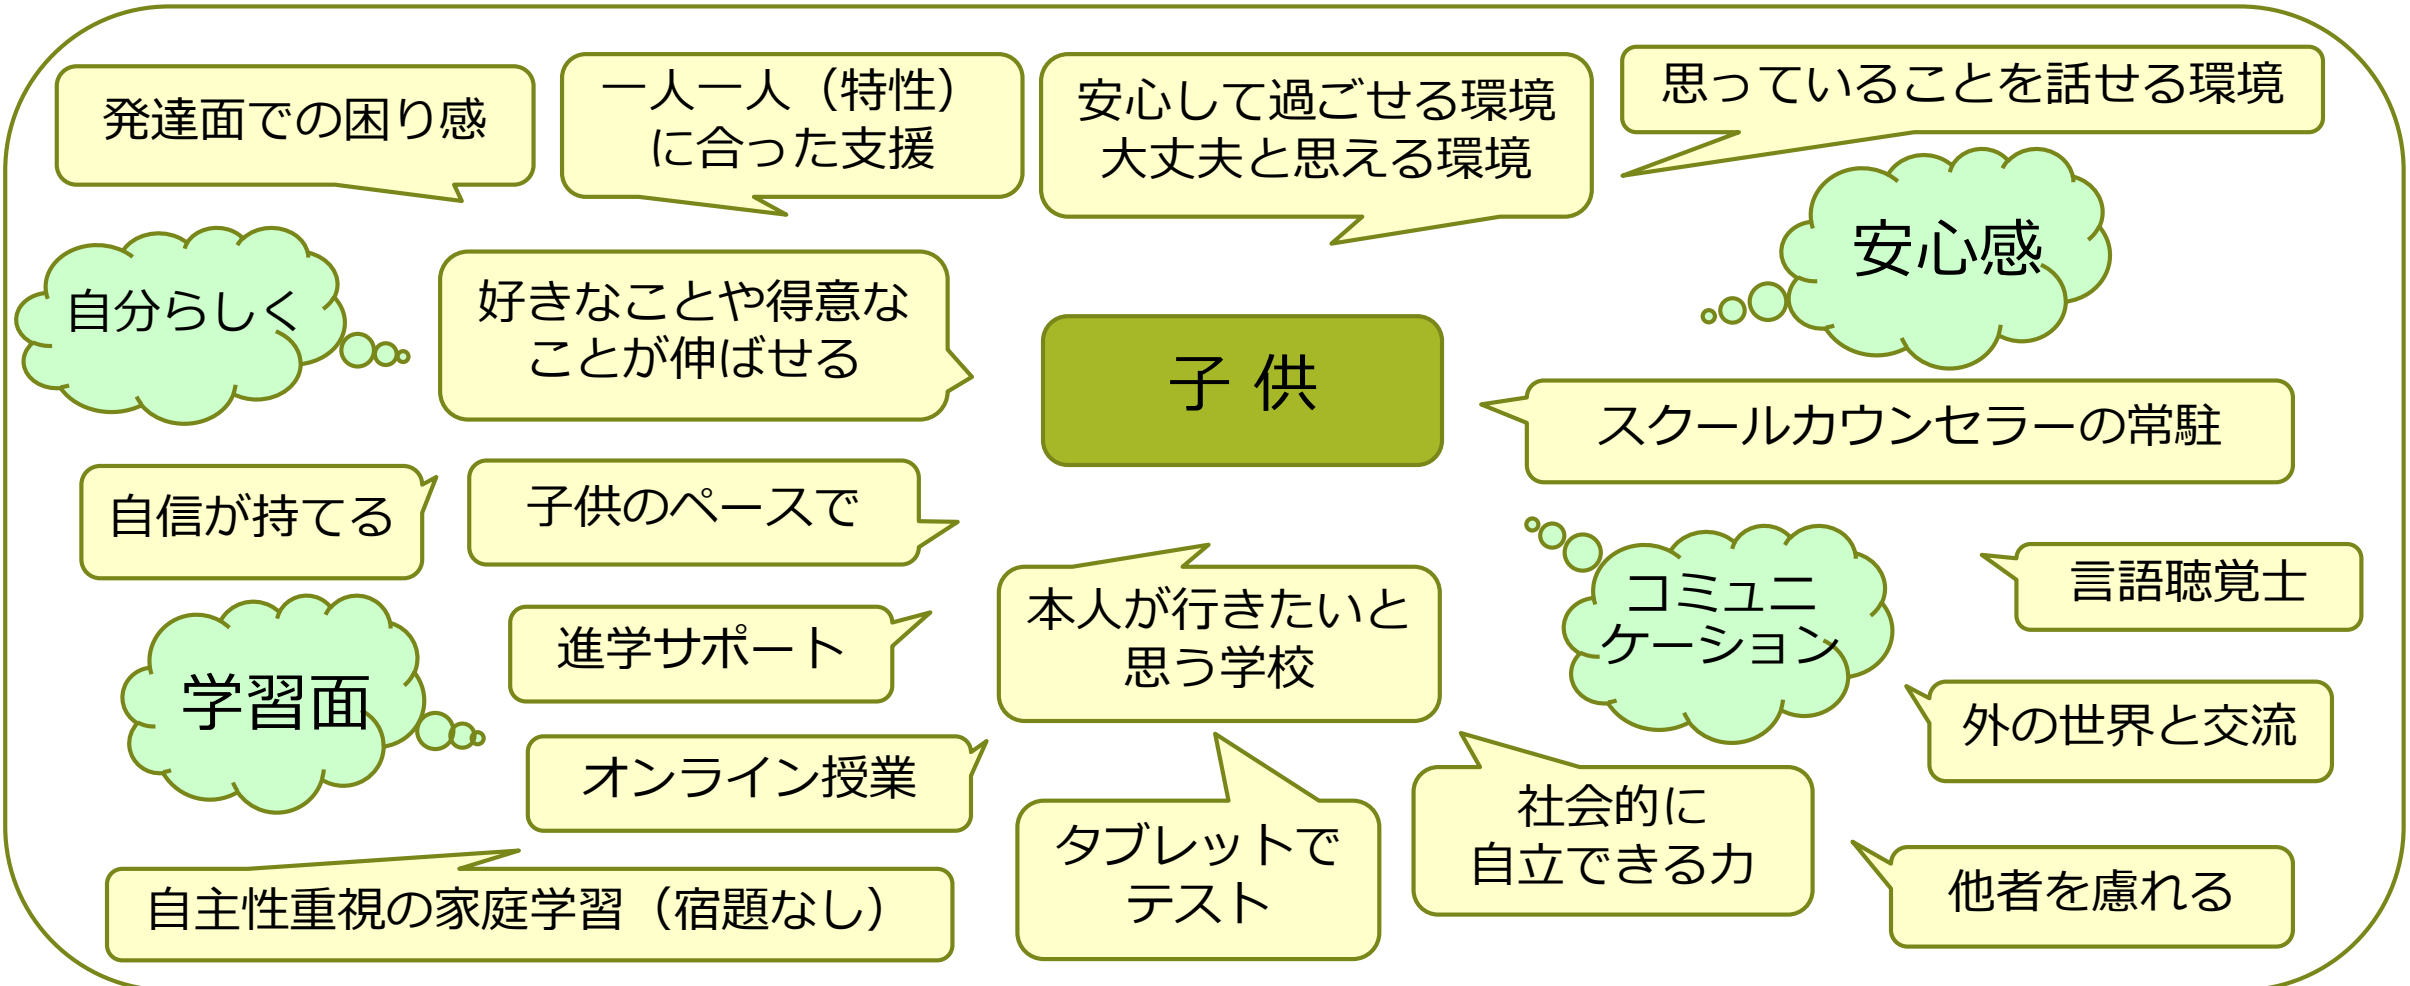 発達面での困り感
一人一人（特性）
に合った支援
安心して過ごせる環境
大丈夫と思える環境
思っていることを話せる環境
自分らしく
好きなことや得意な
ことが伸ばせる
子 供
安心感
スクールカウンセラーの常駐
自信が持てる
子供のペースで
本人が行きたいと
思う学校
コミュニ
ケーション
言語聴覚士
学習面
進学サポート
外の世界と交流
オンライン授業
タブレットで
テスト
社会的に
自立できる力
他者を慮れる
自主性重視の家庭学習（宿題なし）